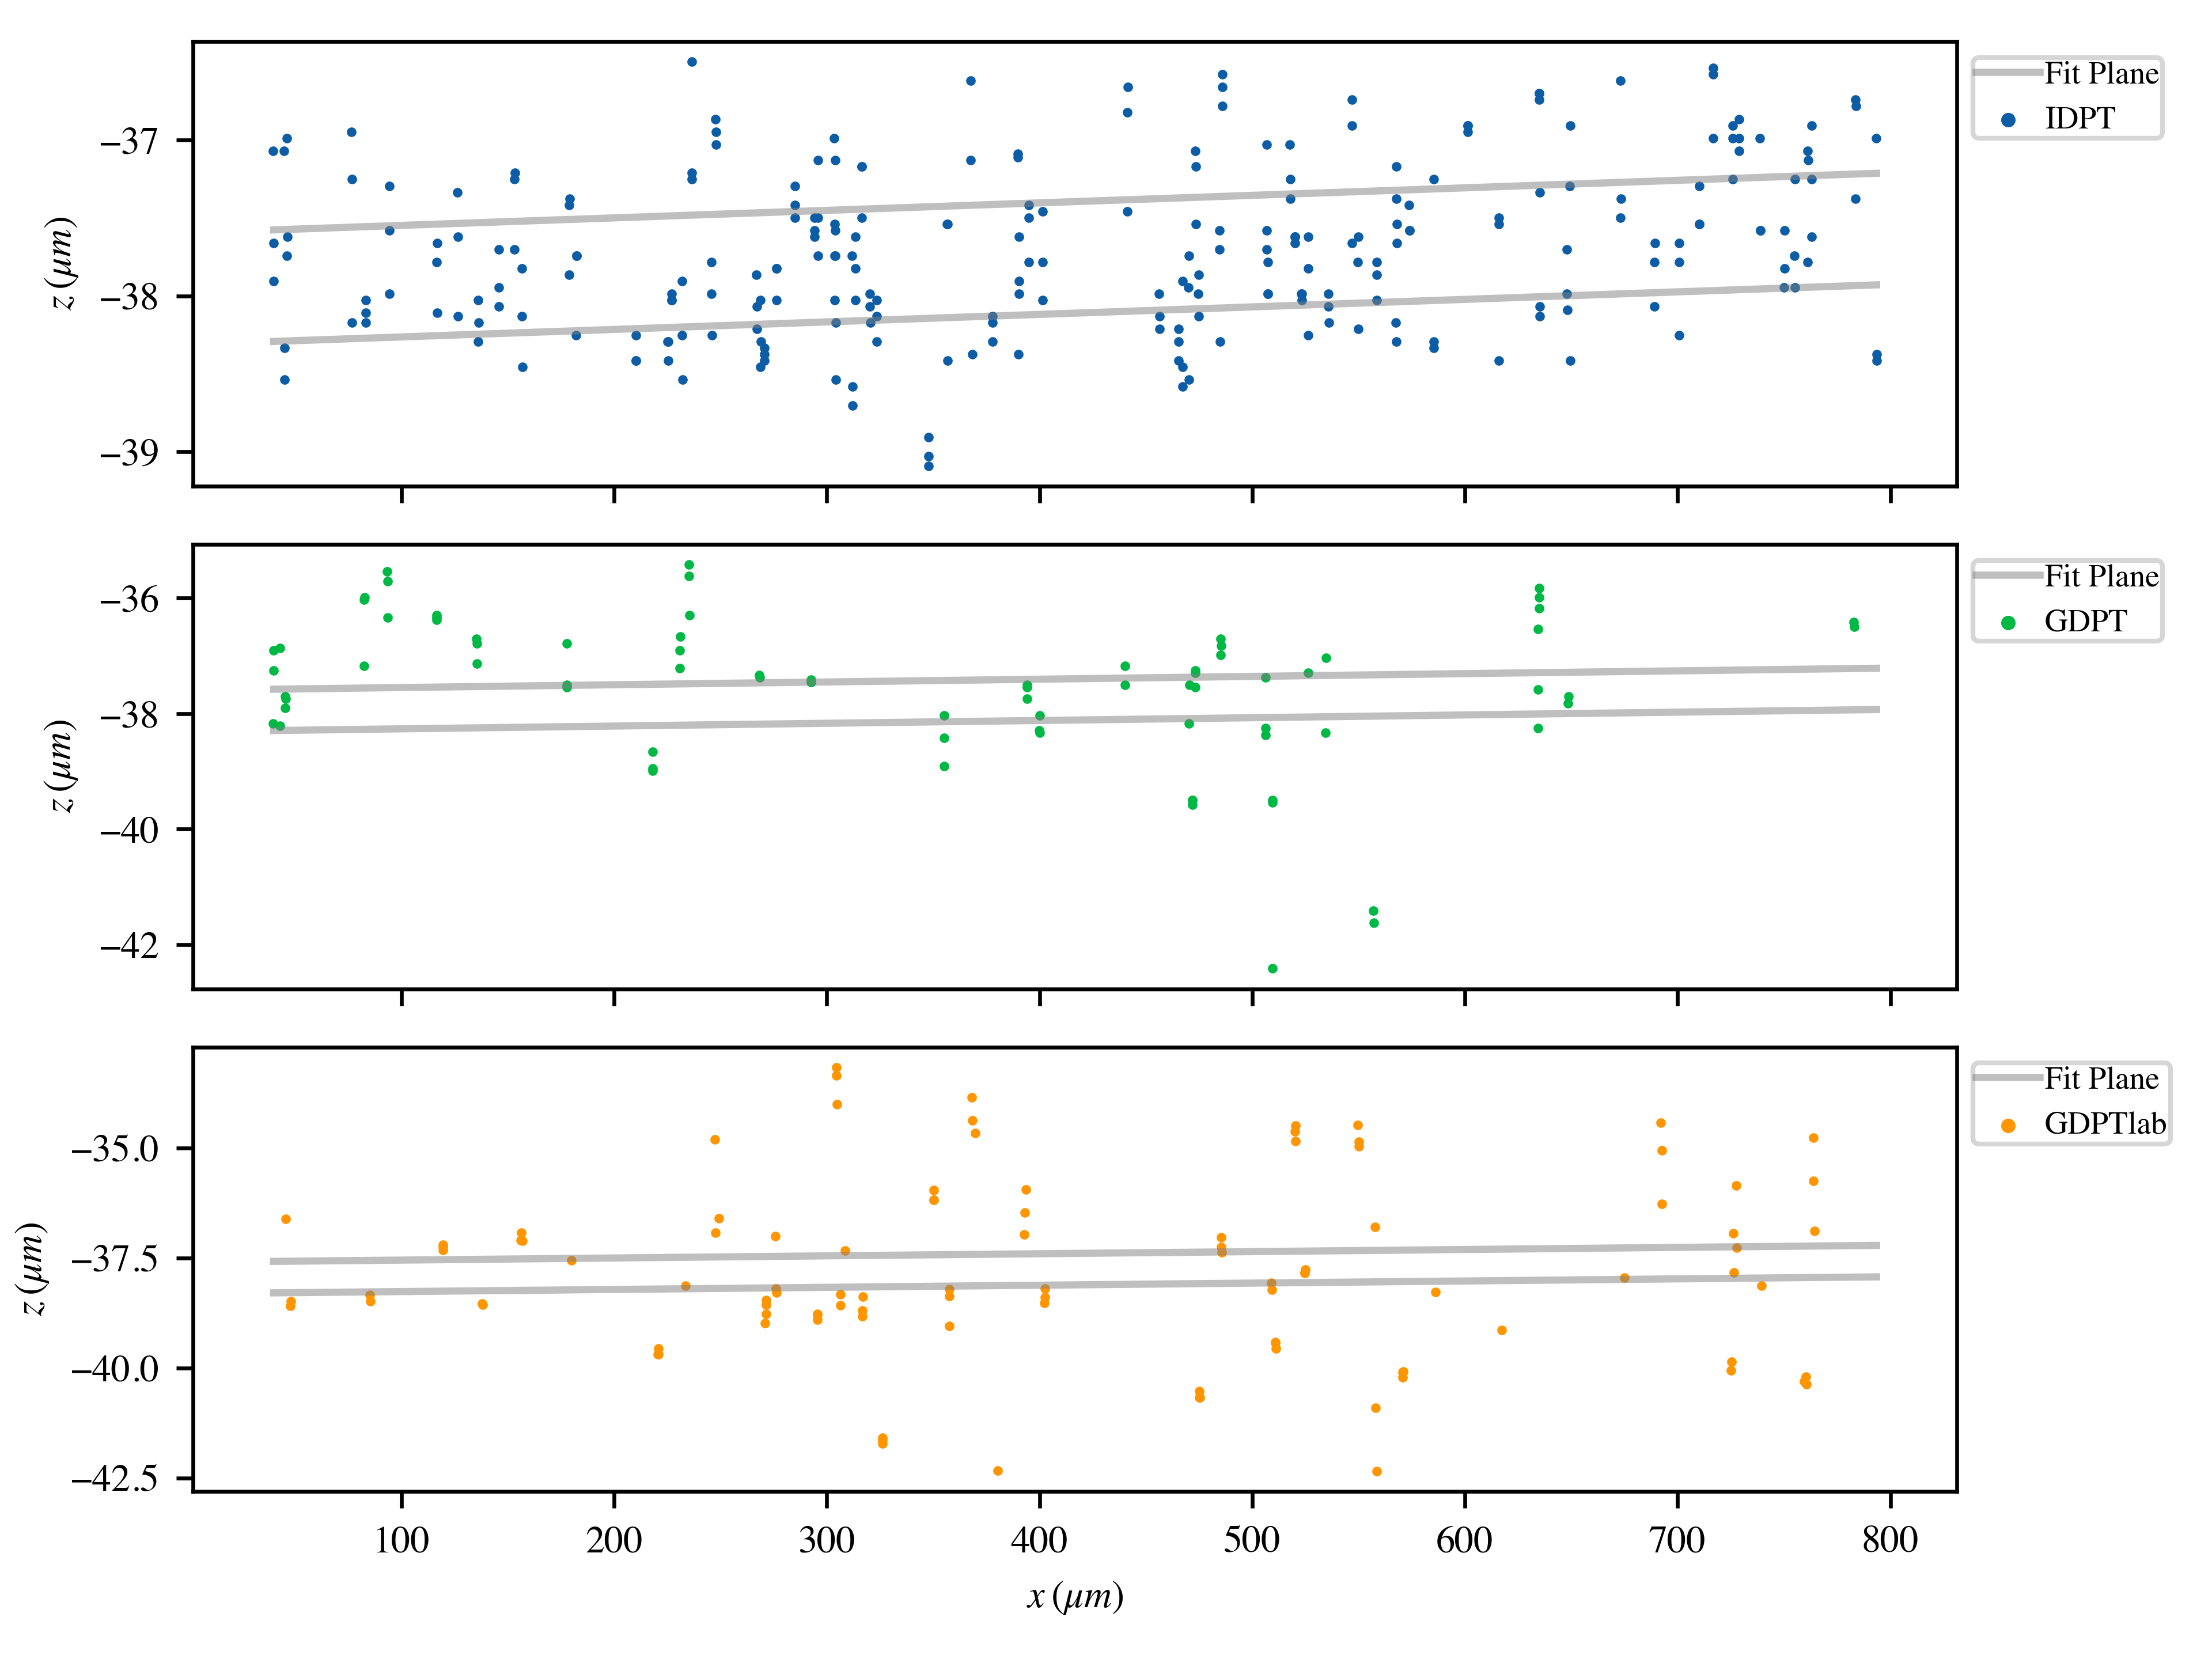 −37
−38
−39
z (μm)
Fit Plane
IDPT
−36
−38
−40
−42
z (μm)
Fit Plane
GDPT
−35.0
−37.5
−40.0
−42.5
z (μm)
Fit Plane
GDPTlab
100 200 300 400 500 600 700 800
x (μm)